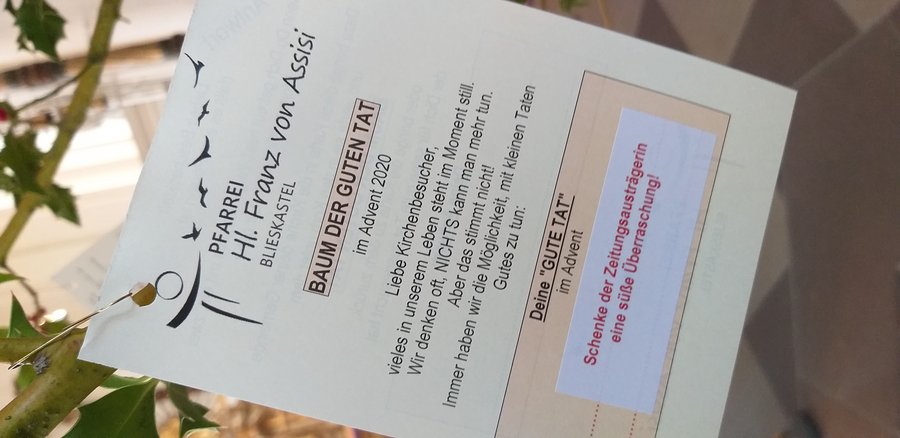 PFARREI
Hl. Franz von Assisi
BLIESKASTEL
BAUM DER GUTEN TAT
im Advent 2020
Liebe Kirchenbesucher,
vieles in unserem Leben steht im Moment still.
Wir denken oft, NICHTS kann man mehr tun.
Aber das stimmt nicht!
Immer haben wir die Möglichkeit, mit kleinen Taten
Gutes zu tun:
Deine "GUTE TAT"
im Advent
Schenke der Zeitungsausträgerin
eine süße Überraschung!